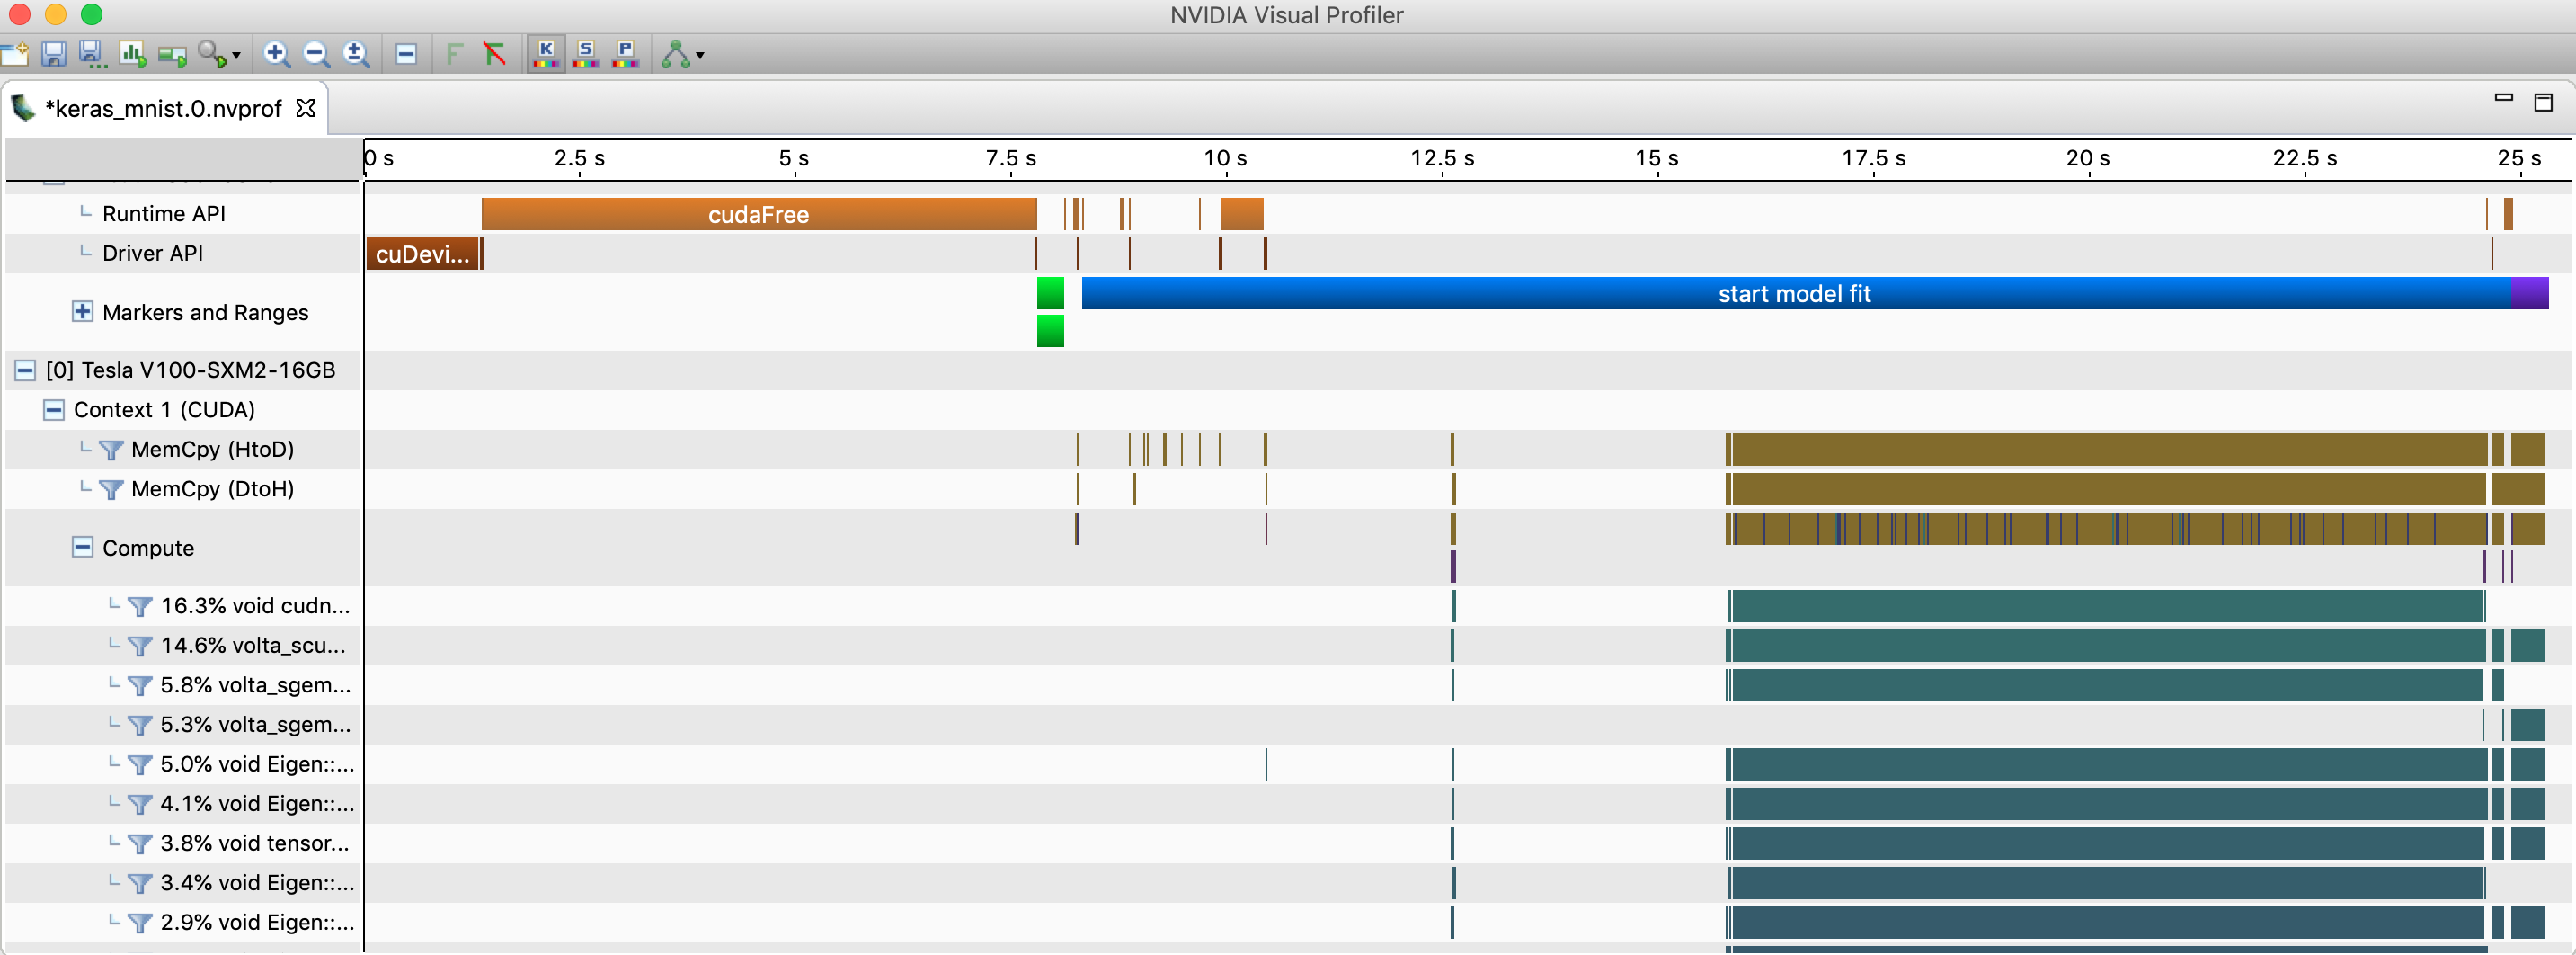 NVIDIA Visual Profiler
F
K S P
*keras_mnist.0.nvprof
0 s 2.5 s 5 s 7.5 s 10 s 12.5 s 15 s 17.5 s 20 s 22.5 s 25 s
Runtime API cudaFree
Driver API cuDevi...
Markers and Ranges start model fit
[0] Tesla V100-SXM2-16GB
Context 1 (CUDA)
MemCpy (HtoD)
MemCpy (DtoH)
Compute
16.3% void cudn...
14.6% volta_scu...
5.8% volta_sgem...
5.3% volta_sgem...
5.0% void Eigen::...
4.1% void Eigen::...
3.8% void tensor...
3.4% void Eigen::...
2.9% void Eigen::...